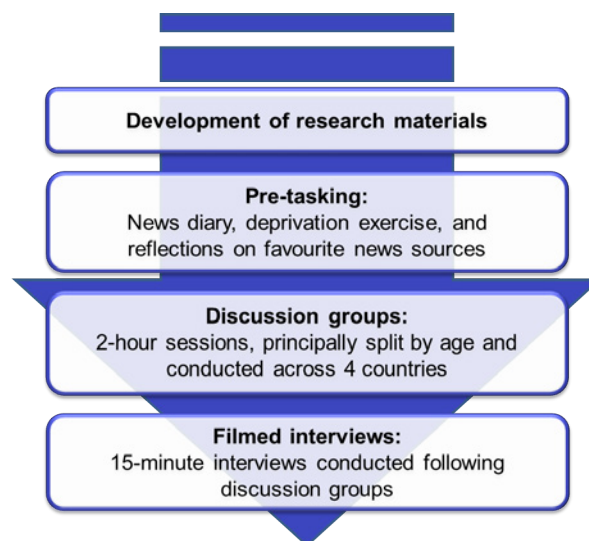 Development of research materials
Pre-tasking:
News diary, deprivation exercise, and
reflections on favourite news sources
Discussion groups:
2-hour sessions, principally split by age and
conducted across 4 countries
Filmed interviews:
15-minute interviews conducted following
discussion groups